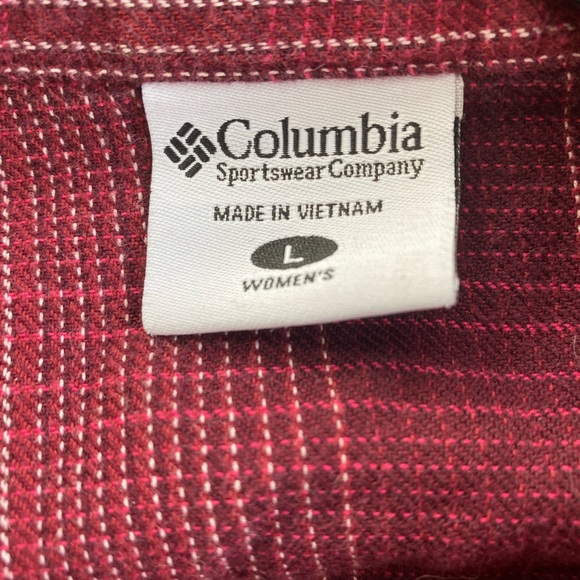 Columbia
Sportswear Company
MADE IN VIETNAM
L
WOMEN'S